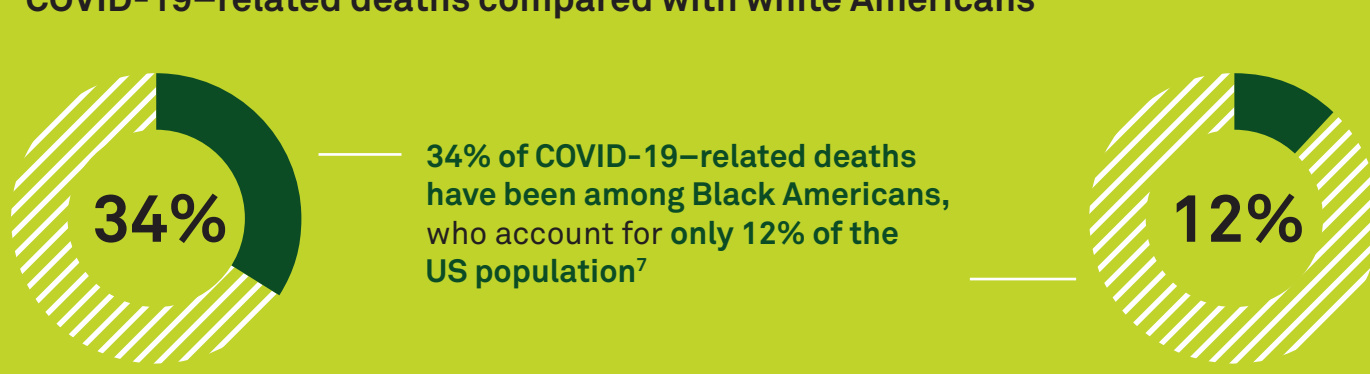 COVID-19–related deaths compared with white Americans
34%
34% of COVID-19–related deaths
have been among Black Americans,
who account for only 12% of the
US population7
12%